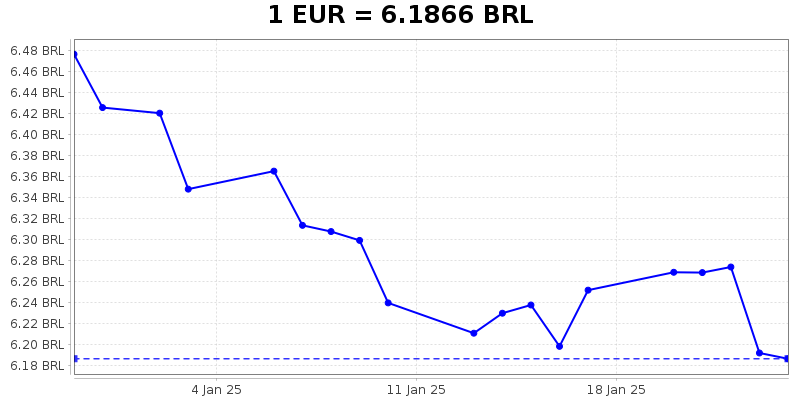 1 EUR = 6.1866 BRL
6.48 BRL
6.46 BRL
6.44 BRL
6.42 BRL
6.40 BRL
6.38 BRL
6.36 BRL
6.34 BRL
6.32 BRL
6.30 BRL
6.28 BRL
6.26 BRL
6.24 BRL
6.22 BRL
6.20 BRL
6.18 BRL
4 Jan 25 11 Jan 25 18 Jan 25